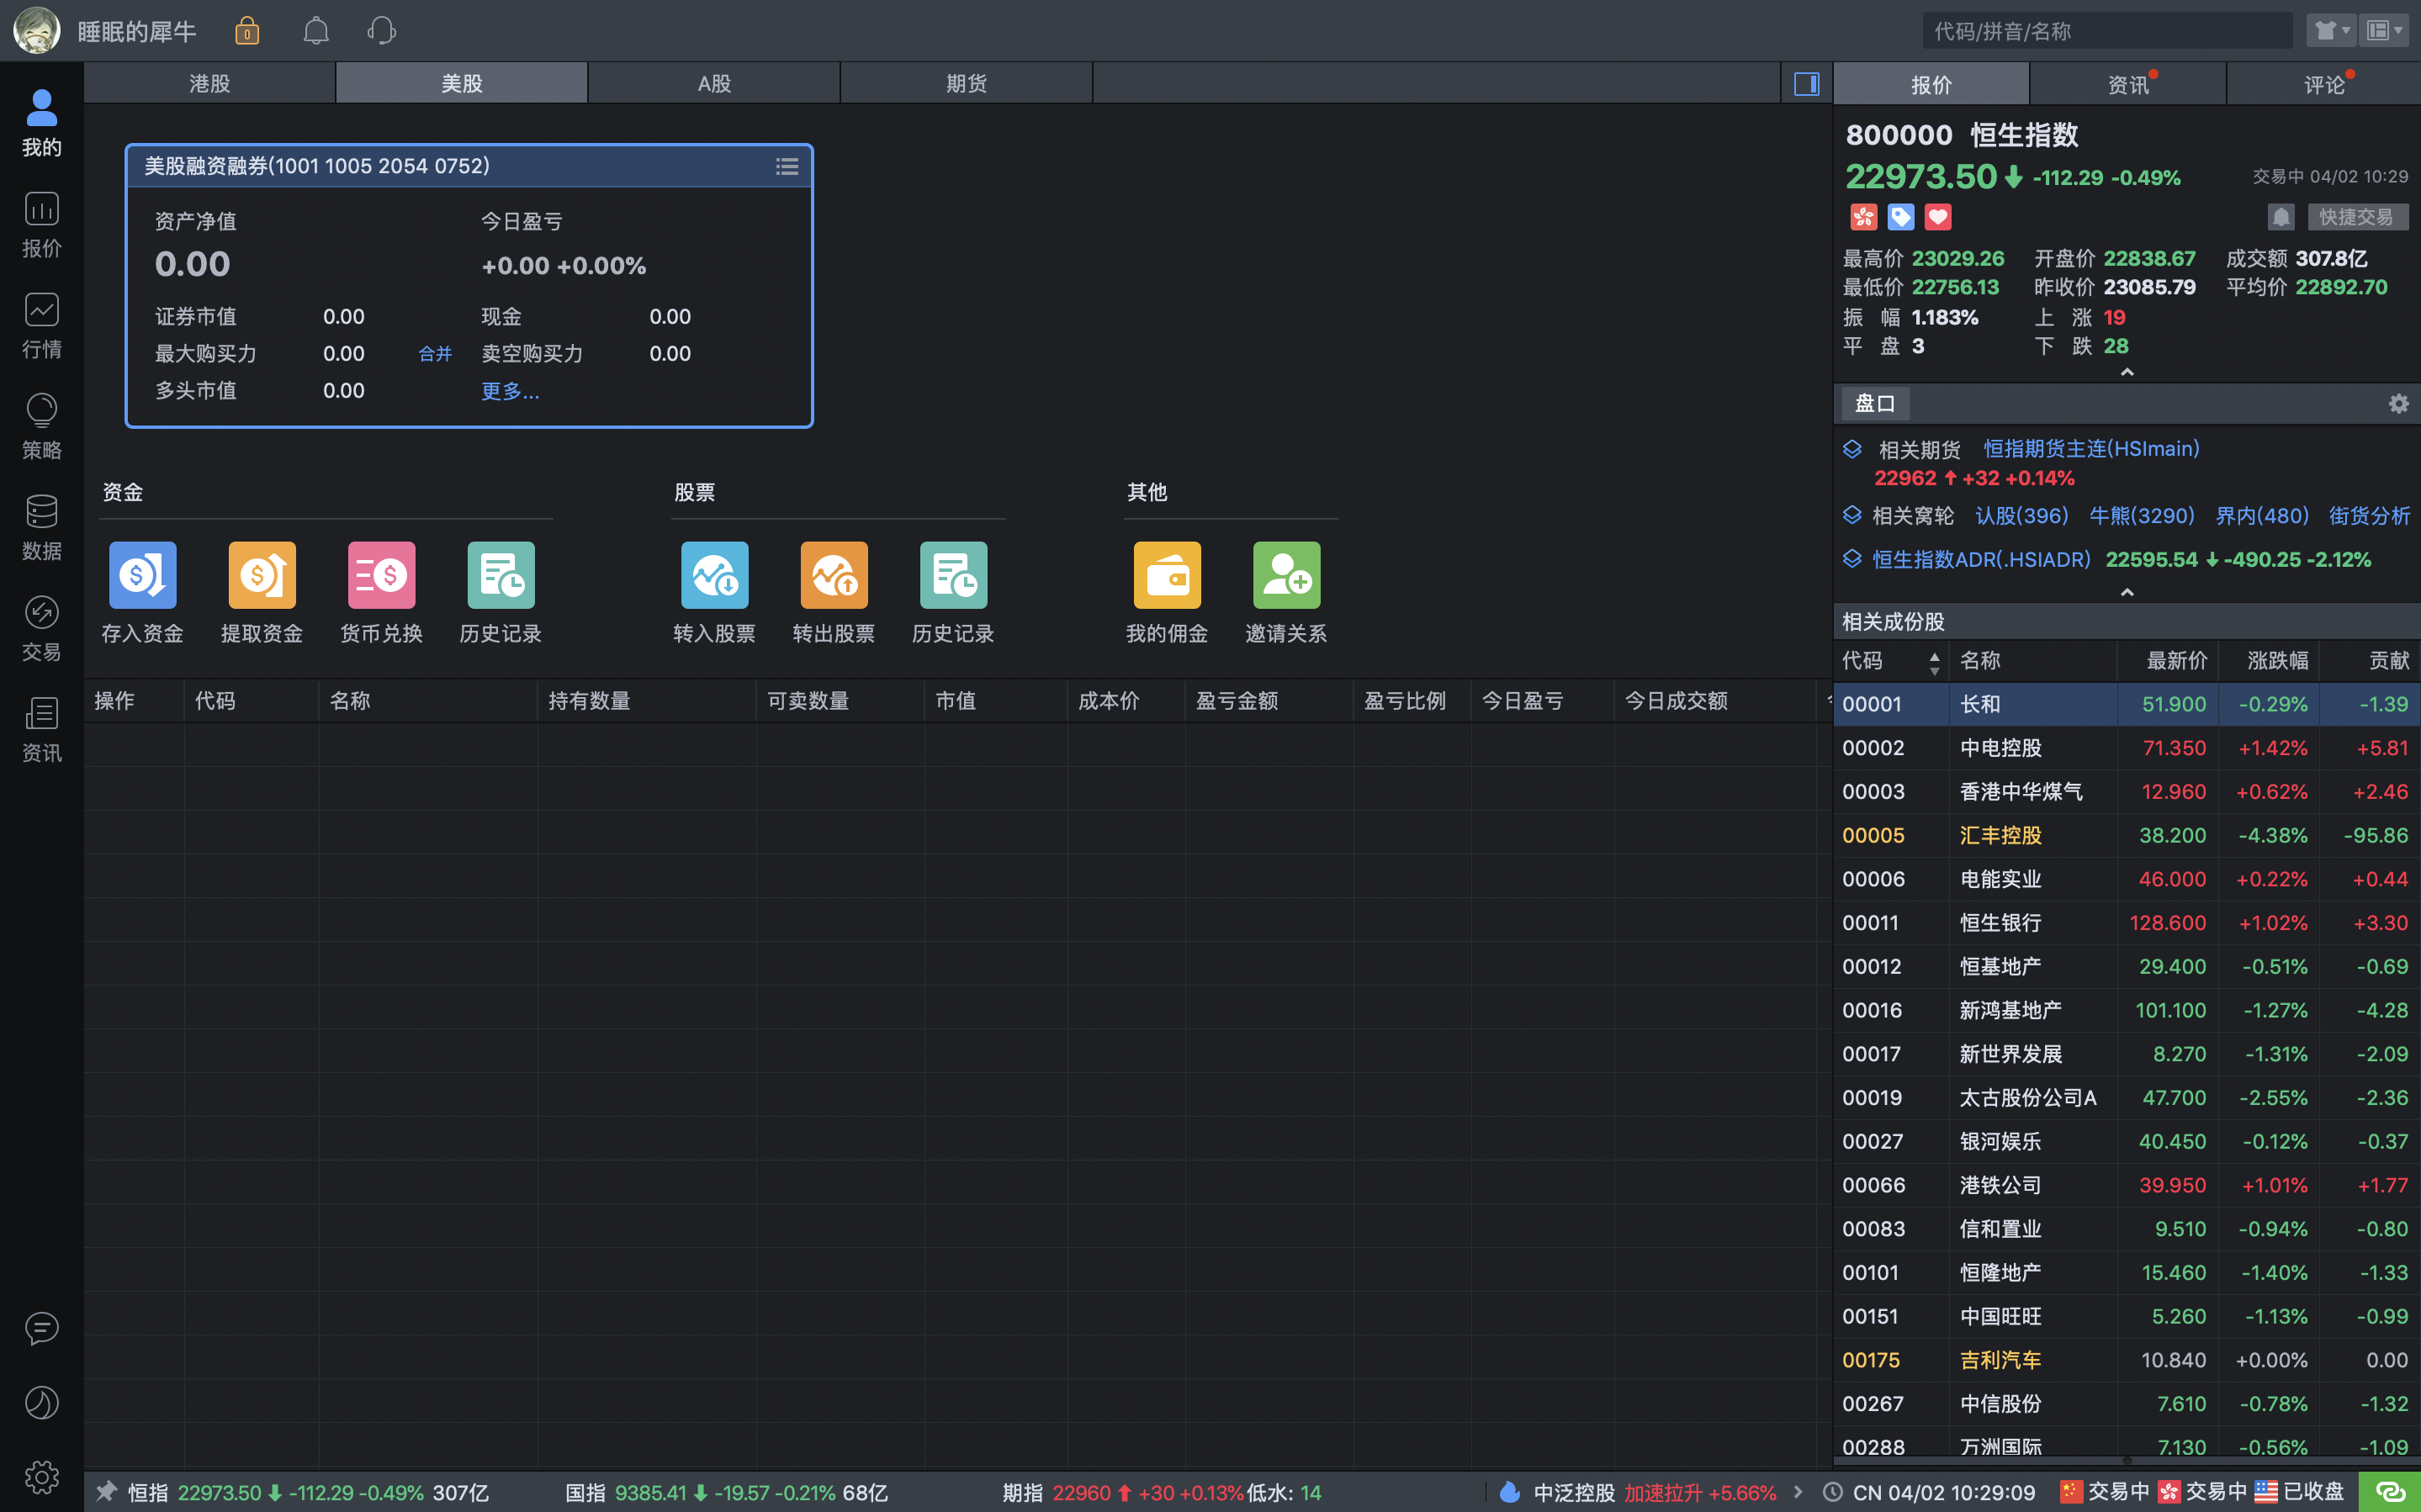 睡眠的犀牛
代码/拼音/名称
我的
报价
行情
策略
数据
交易
资讯
港股 美股 A股 期货
美股融资融券(1001 1005 2054 0752)
资产净值 今日盈亏
0.00 +0.00 +0.00%
证券市值 0.00 现金 0.00
最大购买力 0.00 合并 卖空购买力 0.00
多头市值 0.00 更多...
资金 股票 其他
存入资金 提取资金 货币兑换 历史记录 转入股票 转出股票 历史记录 我的佣金 邀请关系
操作 代码 名称 持有数量 可卖数量 市值 成本价 盈亏金额 盈亏比例 今日盈亏 今日成交额
报价 资讯 评论
800000 恒生指数
22973.50 -112.29 -0.49% 交易中 04/02 10:29
快捷交易
最高价 23029.26 开盘价 22838.67 成交额 307.8亿
最低价 22756.13 昨收价 23085.79 平均价 22892.70
振 幅 1.183% 上 涨 19
平 盘 3 下 跌 28
盘口
相关期货 恒指期货主连(HSImain)
22962 +32 +0.14%
相关窝轮 认股(396) 牛熊(3290) 界内(480) 街货分析
恒生指数ADR(.HSIADR) 22595.54 -490.25 -2.12%
相关成份股
代码 名称 最新价 涨跌幅 贡献
00001 长和 51.900 -0.29% -1.39
00002 中电控股 71.350 +1.42% +5.81
00003 香港中华煤气 12.960 +0.62% +2.46
00005 汇丰控股 38.200 -4.38% -95.86
00006 电能实业 46.000 +0.22% +0.44
00011 恒生银行 128.600 +1.02% +3.30
00012 恒基地产 29.400 -0.51% -0.69
00016 新鸿基地产 101.100 -1.27% -4.28
00017 新世界发展 8.270 -1.31% -2.09
00019 太古股份公司A 47.700 -2.55% -2.36
00027 银河娱乐 40.450 -0.12% -0.37
00066 港铁公司 39.950 +1.01% +1.77
00083 信和置业 9.510 -0.94% -0.80
00101 恒隆地产 15.460 -1.40% -1.33
00151 中国旺旺 5.260 -1.13% -0.99
00175 吉利汽车 10.840 +0.00% 0.00
00267 中信股份 7.610 -0.78% -1.32
00288 万洲国际 7.130 -0.56% -1.09
恒指 22973.50 -112.29 -0.49% 307亿 国指 9385.41 -19.57 -0.21% 68亿 期指 22960 +30 +0.13% 低水: 14 中泛控股 加速拉升 +5.66% CN 04/02 10:29:09 交易中 交易中 已收盘